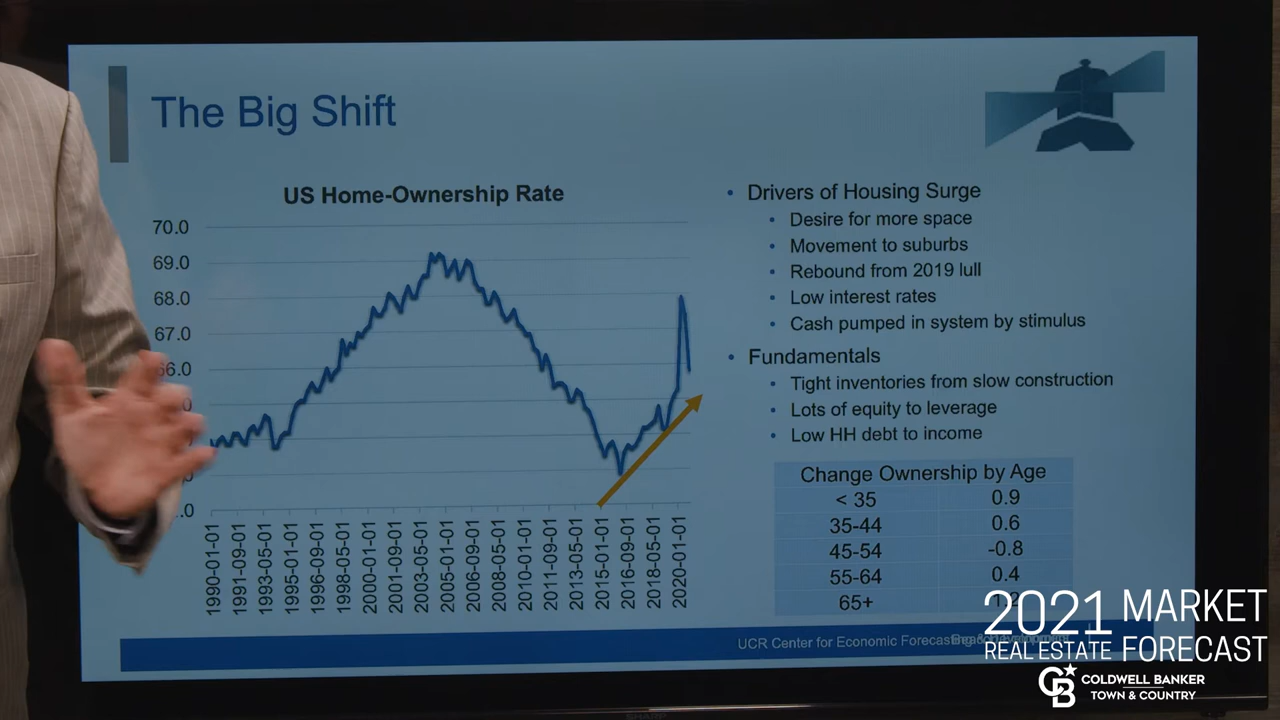 The Big Shift
US Home-Ownership Rate
70.0
69.0
68.0
67.0
66.0
.0
1990-01-01
1991-09-01
1993-05-01
1995-01-01
1996-09-01
1998-05-01
2000-01-01
2001-09-01
2003-05-01
2005-01-01
2006-09-01
2008-05-01
2010-01-01
2011-09-01
2013-05-01
2015-01-01
2016-09-01
2018-05-01
2020-01-01
• Drivers of Housing Surge
• Desire for more space
• Movement to suburbs
• Rebound from 2019 lull
• Low interest rates
• Cash pumped in system by stimulus
• Fundamentals
• Tight inventories from slow construction
• Lots of equity to leverage
• Low HH debt to income
Change Ownership by Age
< 35 0.9
35-44 0.6
45-54 -0.8
55-64 0.4
65+
UCR Center for Economic
2021 MARKET
REAL ESTATE FORECAST
CB COLDWELL BANKER
TOWN & COUNTRY
SHARP